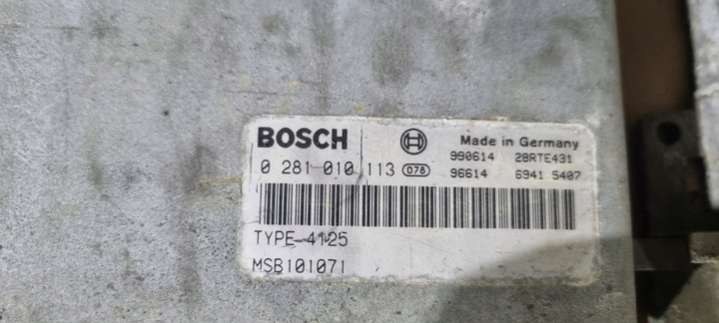 BOSCH Made in Germany
990614 28RTE431
0 281 010 113 078 96614 6941 5407
TYPE-4125
MSB101071